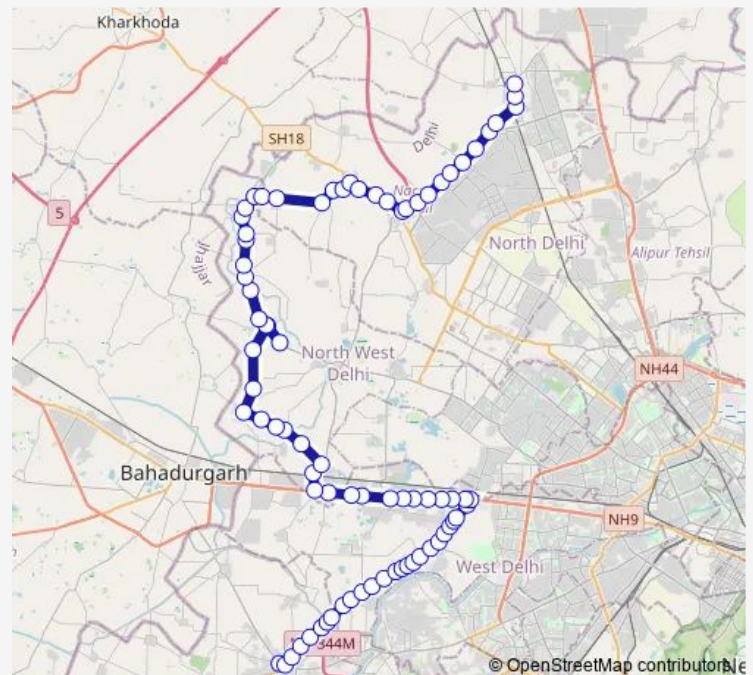 Kharkhoda
SH18
Delhi
5
Jhajjar
North Delhi
Alipur Tehsil
North West
Delhi
NH44
Bahadurgarh
NH9
West Delhi
344M
© OpenStreetMap contributors